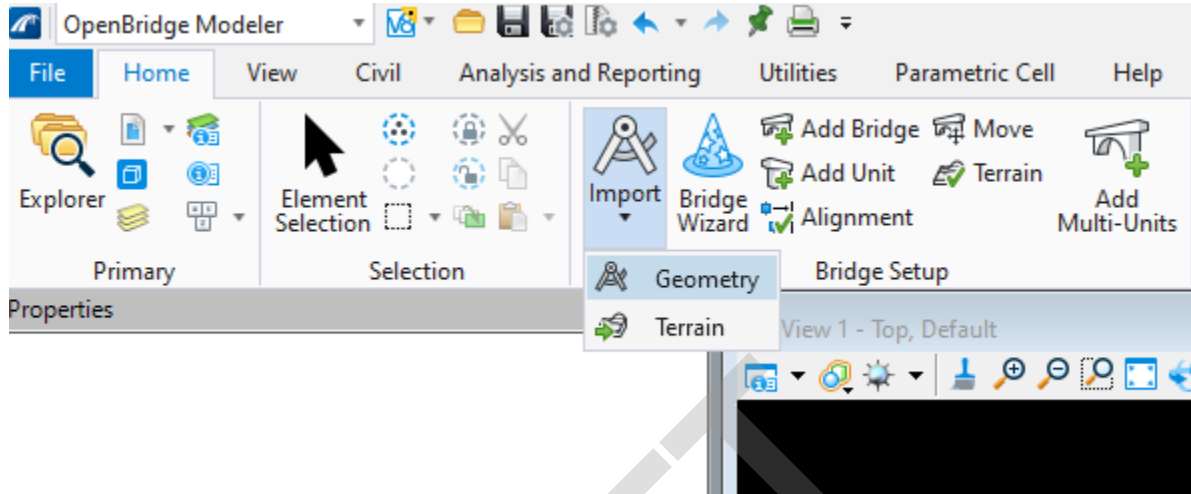 OpenBridge Modeler
File Home View Civil Analysis and Reporting Utilities Parametric Cell Help
Explorer
Element
Selection
Import
Bridge
Wizard
Add Bridge Move
Add Unit Terrain
Alignment
Add
Multi-Units
Primary Selection Bridge Setup
Geometry
Terrain
Properties
View 1 - Top, Default